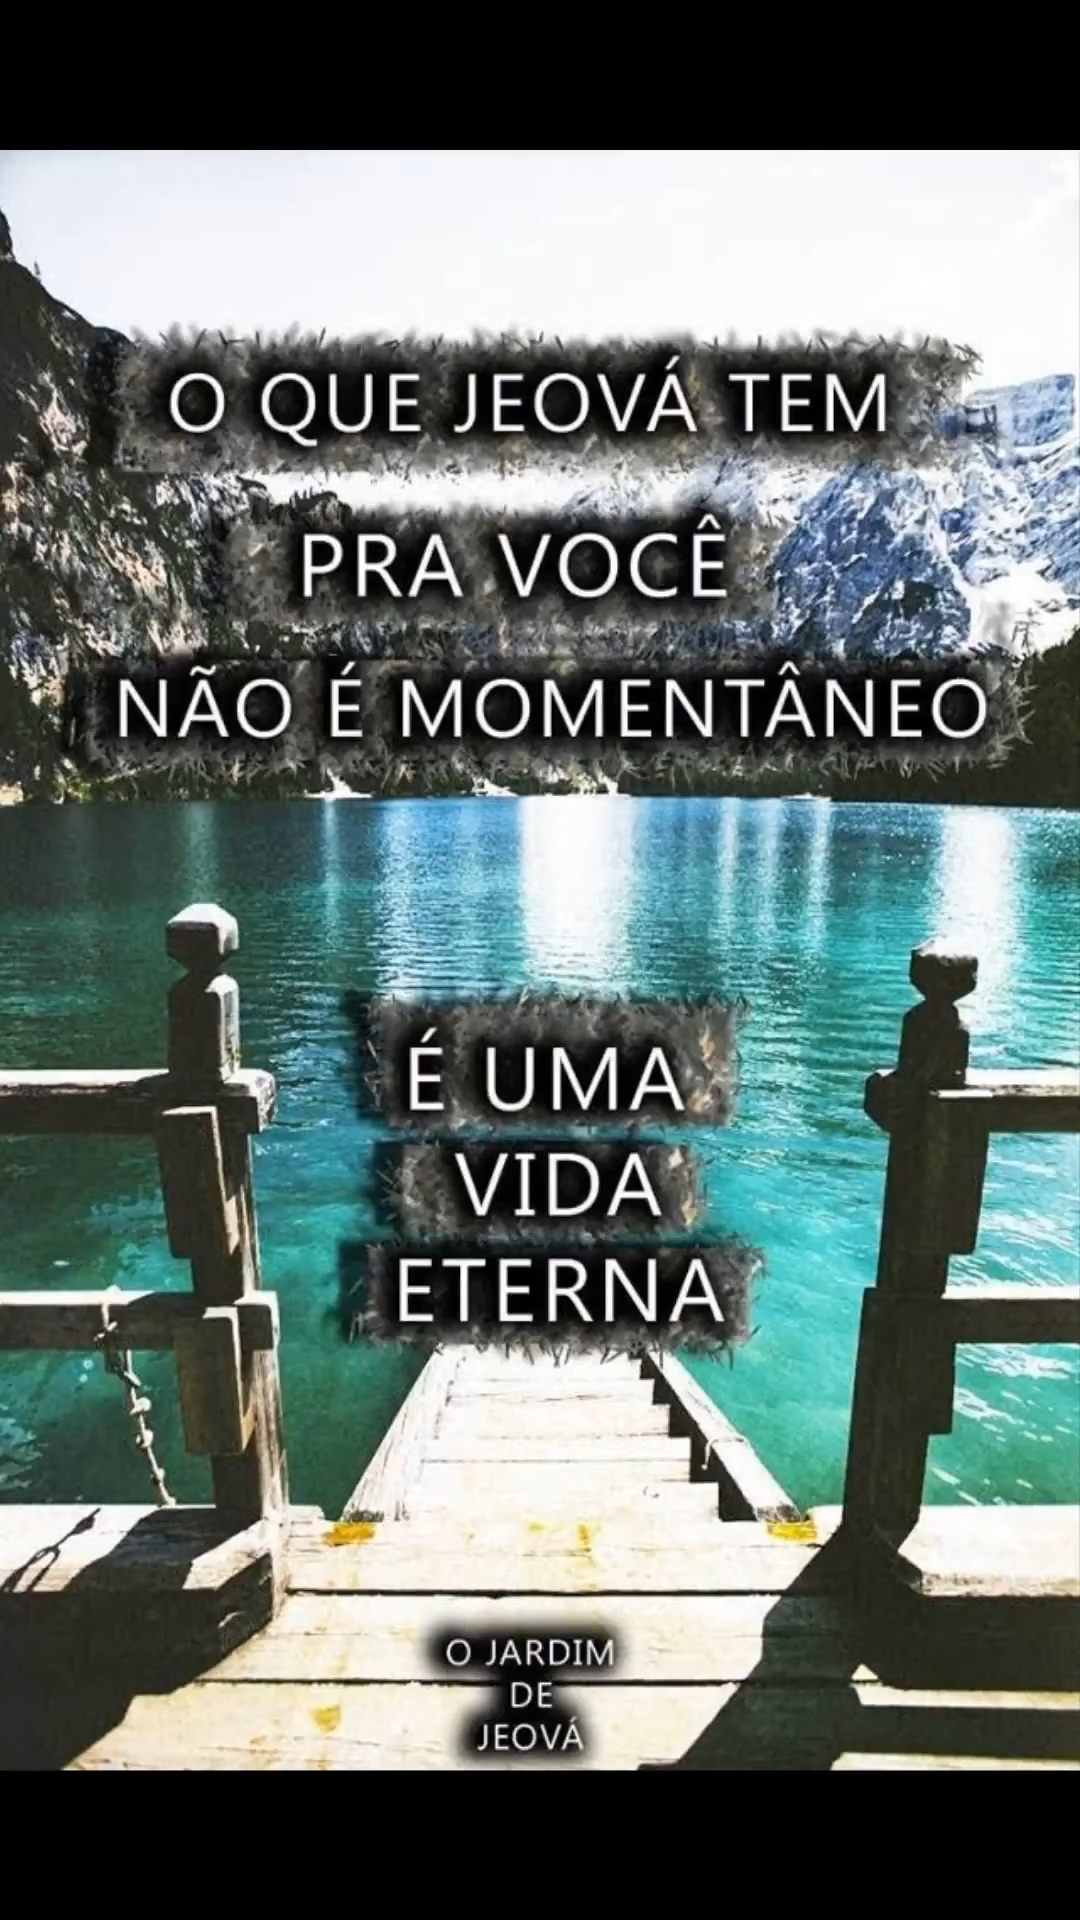 O QUE JEOVÁ TEM
PRA VOCÊ
NÃO É MOMENTÂNEO
É UMA
VIDA
ETERNA
O JARDIM
DE
JEOVÁ